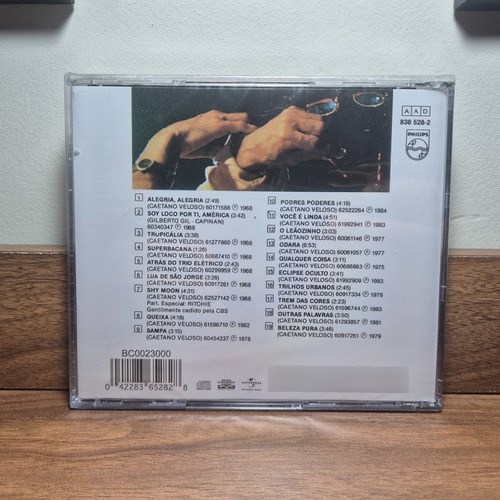 AAD
836 528-2
PHILIPS
1 ALEGRIA, ALEGRIA (2:49)
(CAETANO VELOSO) 60171588 Ⓟ 1968
2 SOY LOCO POR TI, AMÉRICA (3:42)
(GILBERTO GIL - CAPINAN)
60340347 Ⓟ 1968
3 TROPICÁLIA (3:38)
(CAETANO VELOSO) 61277860 Ⓟ 1968
4 SUPERBACANA (1:26)
(CAETANO VELOSO) 60687410 Ⓟ 1968
5 ATRÁS DO TRIO ELÉTRICO (2:43)
(CAETANO VELOSO) 60299959 Ⓟ 1969
6 LUA DE SÃO JORGE (3:26)
(CAETANO VELOSO) 60917261
7 SHY MOON (4:31)
(CAETANO VELOSO) 62527142
Part. Especial: RITCHIE
Gentilmente cedido pela CBS
8 QUEIXA (4:18)
(CAETANO VELOSO) 61596710 Ⓟ 1982
9 SAMPA (3:15)
(CAETANO VELOSO) 60454237 Ⓟ 1978
10 PODRES PODERES (4:18)
(CAETANO VELOSO) 62522264 Ⓟ 1984
11 VOCÊ É LINDA (4:51)
(CAETANO VELOSO) 61992941 Ⓟ 1983
12 O LEÃOZINHO (3:03)
(CAETANO VELOSO) 60061146 Ⓟ 1977
13 ODARA (6:53)
(CAETANO VELOSO) 60061057 Ⓟ 1977
14 QUALQUER COISA (3:11)
(CAETANO VELOSO) 60686863 Ⓟ 1975
15 ECLIPSE OCULTO (3:41)
(CAETANO VELOSO) 61992909 Ⓟ 1983
16 TRILHOS URBANOS (2:45)
(CAETANO VELOSO) 60917334 Ⓟ 1979
17 TREM DAS CORES (2:29)
(CAETANO VELOSO) 61596744 Ⓟ 1983
18 OUTRAS PALAVRAS (3:50)
(CAETANO VELOSO) 61293857 Ⓟ 1981
19 BELEZA PURA (3:46)
(CAETANO VELOSO) 60917261 Ⓟ 1979
BC0023000
0 42283 65282 8
UNIVERSAL